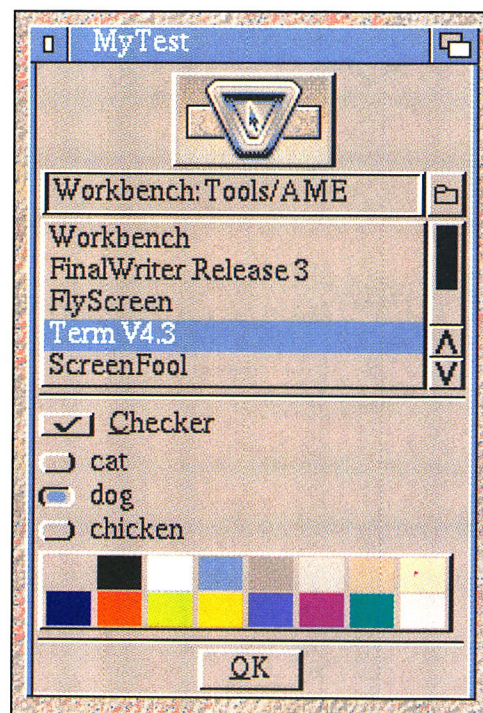 MyTest
Workbench:Tools/AME
Workbench
FinalWriter Release 3
FlyScreen
Term V4.3
ScreenFool
Checker
cat
dog
chicken
OK